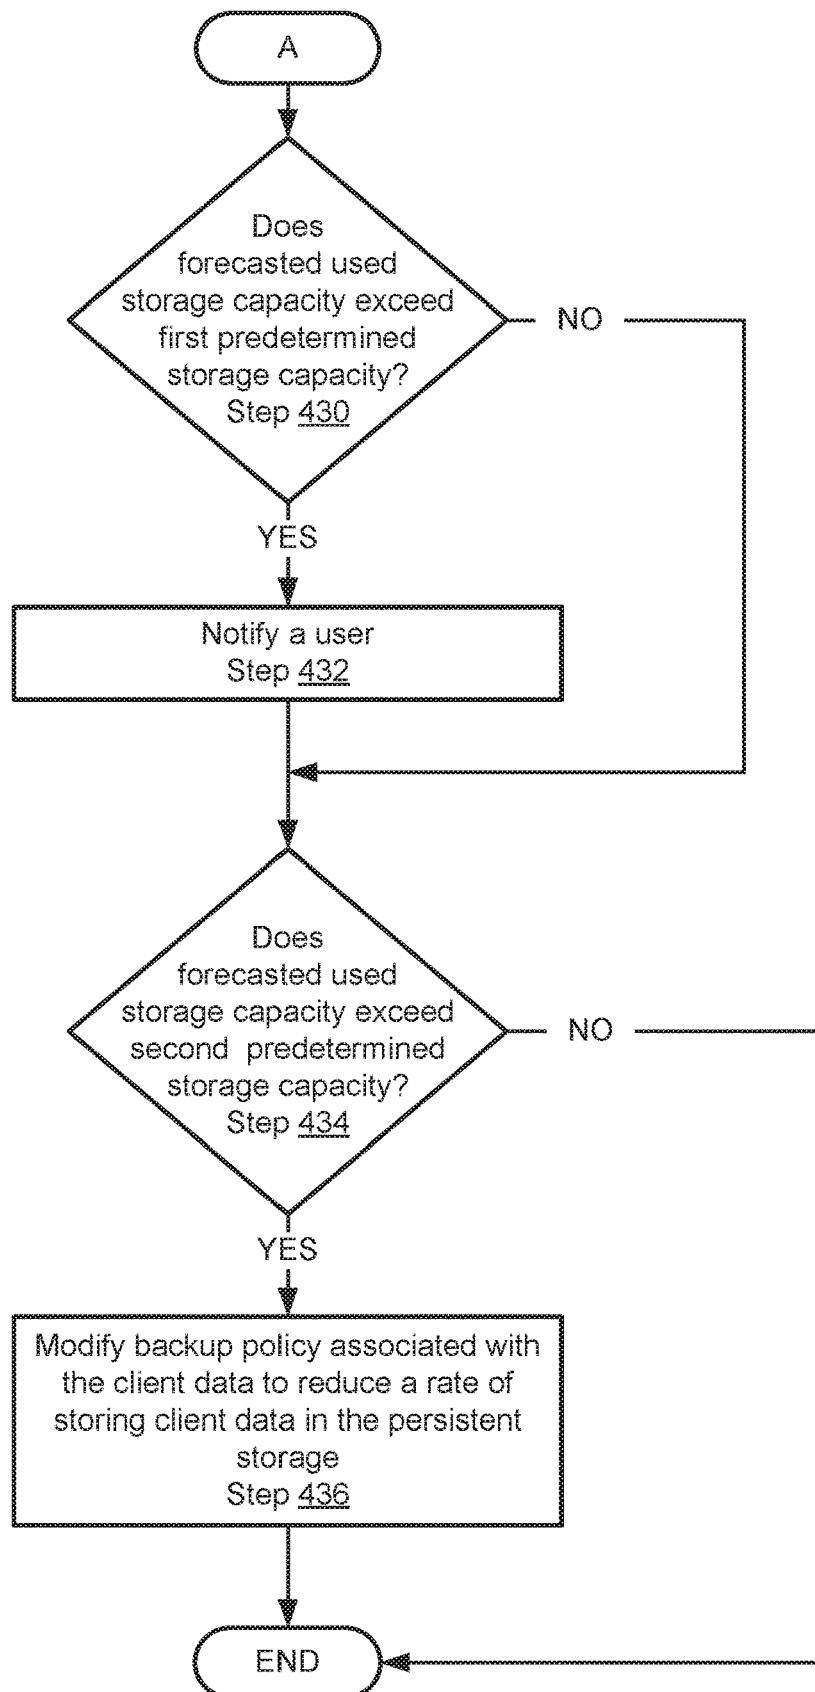 A
Does
forecasted used
storage capacity exceed
first predetermined
storage capacity?
Step 430
NO
YES
Notify a user
Step 432
Does
forecasted used
storage capacity exceed
second predetermined
storage capacity?
Step 434
NO
YES
Modify backup policy associated with
the client data to reduce a rate of
storing client data in the persistent
storage
Step 436
END